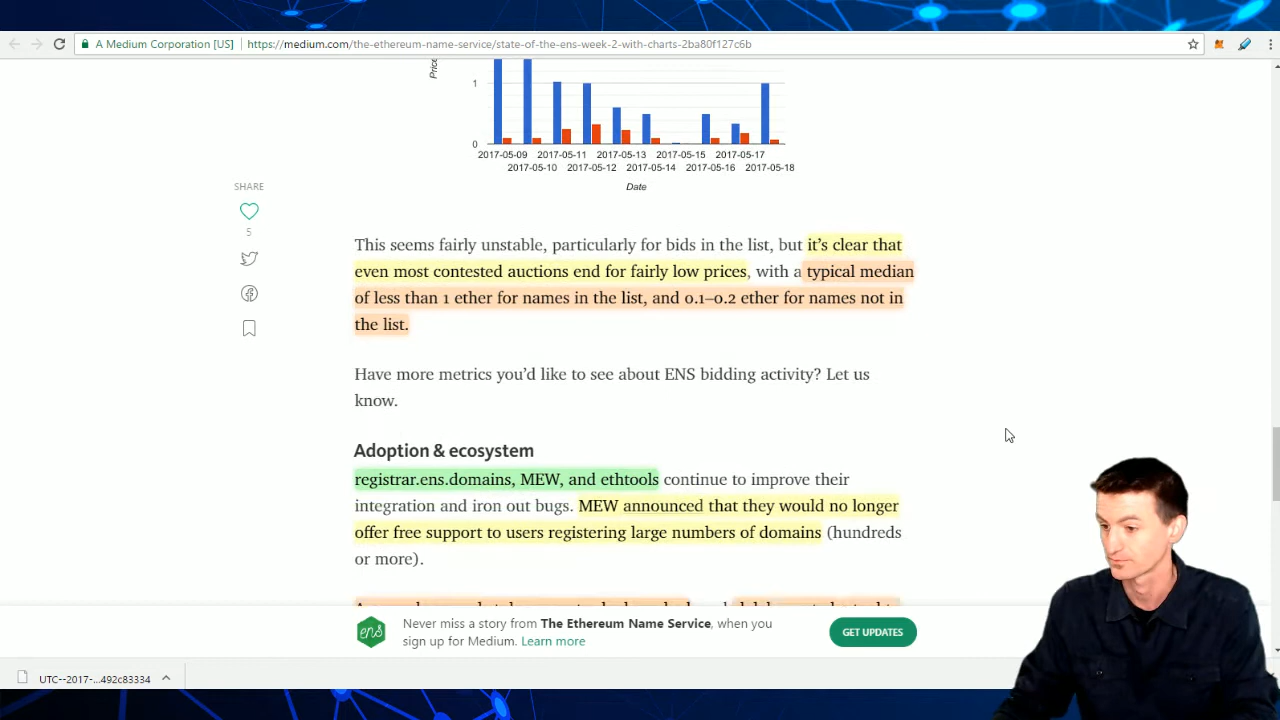 A Medium Corporation [US]
https://medium.com/the-ethereum-name-service/state-of-the-ens-week-2-with-charts-2ba80f127c6b
1
0
2017-05-09 2017-05-11 2017-05-13 2017-05-15 2017-05-17
2017-05-10 2017-05-12 2017-05-14 2017-05-16 2017-05-18
Date
SHARE
5
This seems fairly unstable, particularly for bids in the list, but it’s clear that
even most contested auctions end for fairly low prices, with a typical median
of less than 1 ether for names in the list, and 0.1–0.2 ether for names not in
the list.
Have more metrics you’d like to see about ENS bidding activity? Let us
know.
Adoption & ecosystem
registrar.ens.domains, MEW, and ethtools continue to improve their
integration and iron out bugs. MEW announced that they would no longer
offer free support to users registering large numbers of domains (hundreds
or more).
ens
Never miss a story from The Ethereum Name Service, when you
sign up for Medium. Learn more
GET UPDATES
UTC--2017-...492c83334